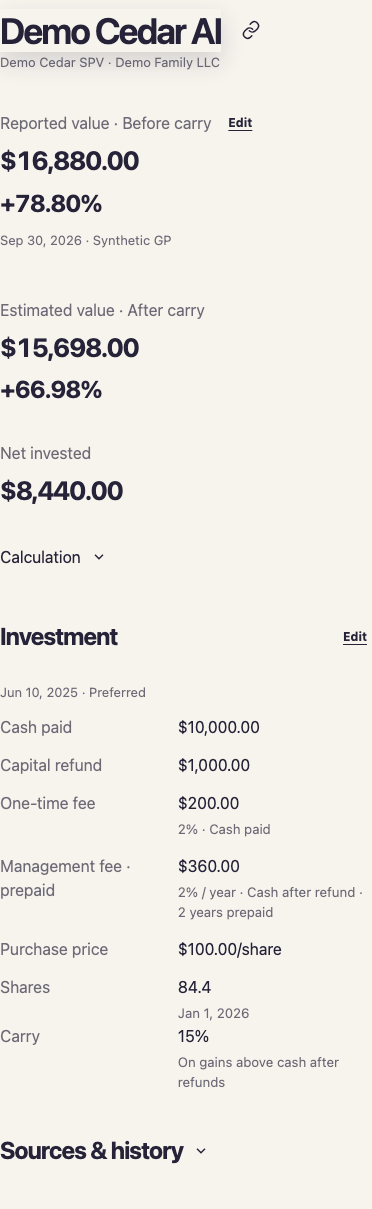 Demo Cedar AI
Demo Cedar SPV · Demo Family LLC
Reported value · Before carry Edit
$16,880.00
+78.80%
Sep 30, 2026 · Synthetic GP
Estimated value · After carry
$15,698.00
+66.98%
Net invested
$8,440.00
Calculation
Investment Edit
Jun 10, 2025 · Preferred
Cash paid $10,000.00
Capital refund $1,000.00
One-time fee $200.00
2% · Cash paid
Management fee · $360.00
prepaid 2% / year · Cash after refund ·
2 years prepaid
Purchase price $100.00/share
Shares 84.4
Jan 1, 2026
Carry 15%
On gains above cash after
refunds
Sources & history